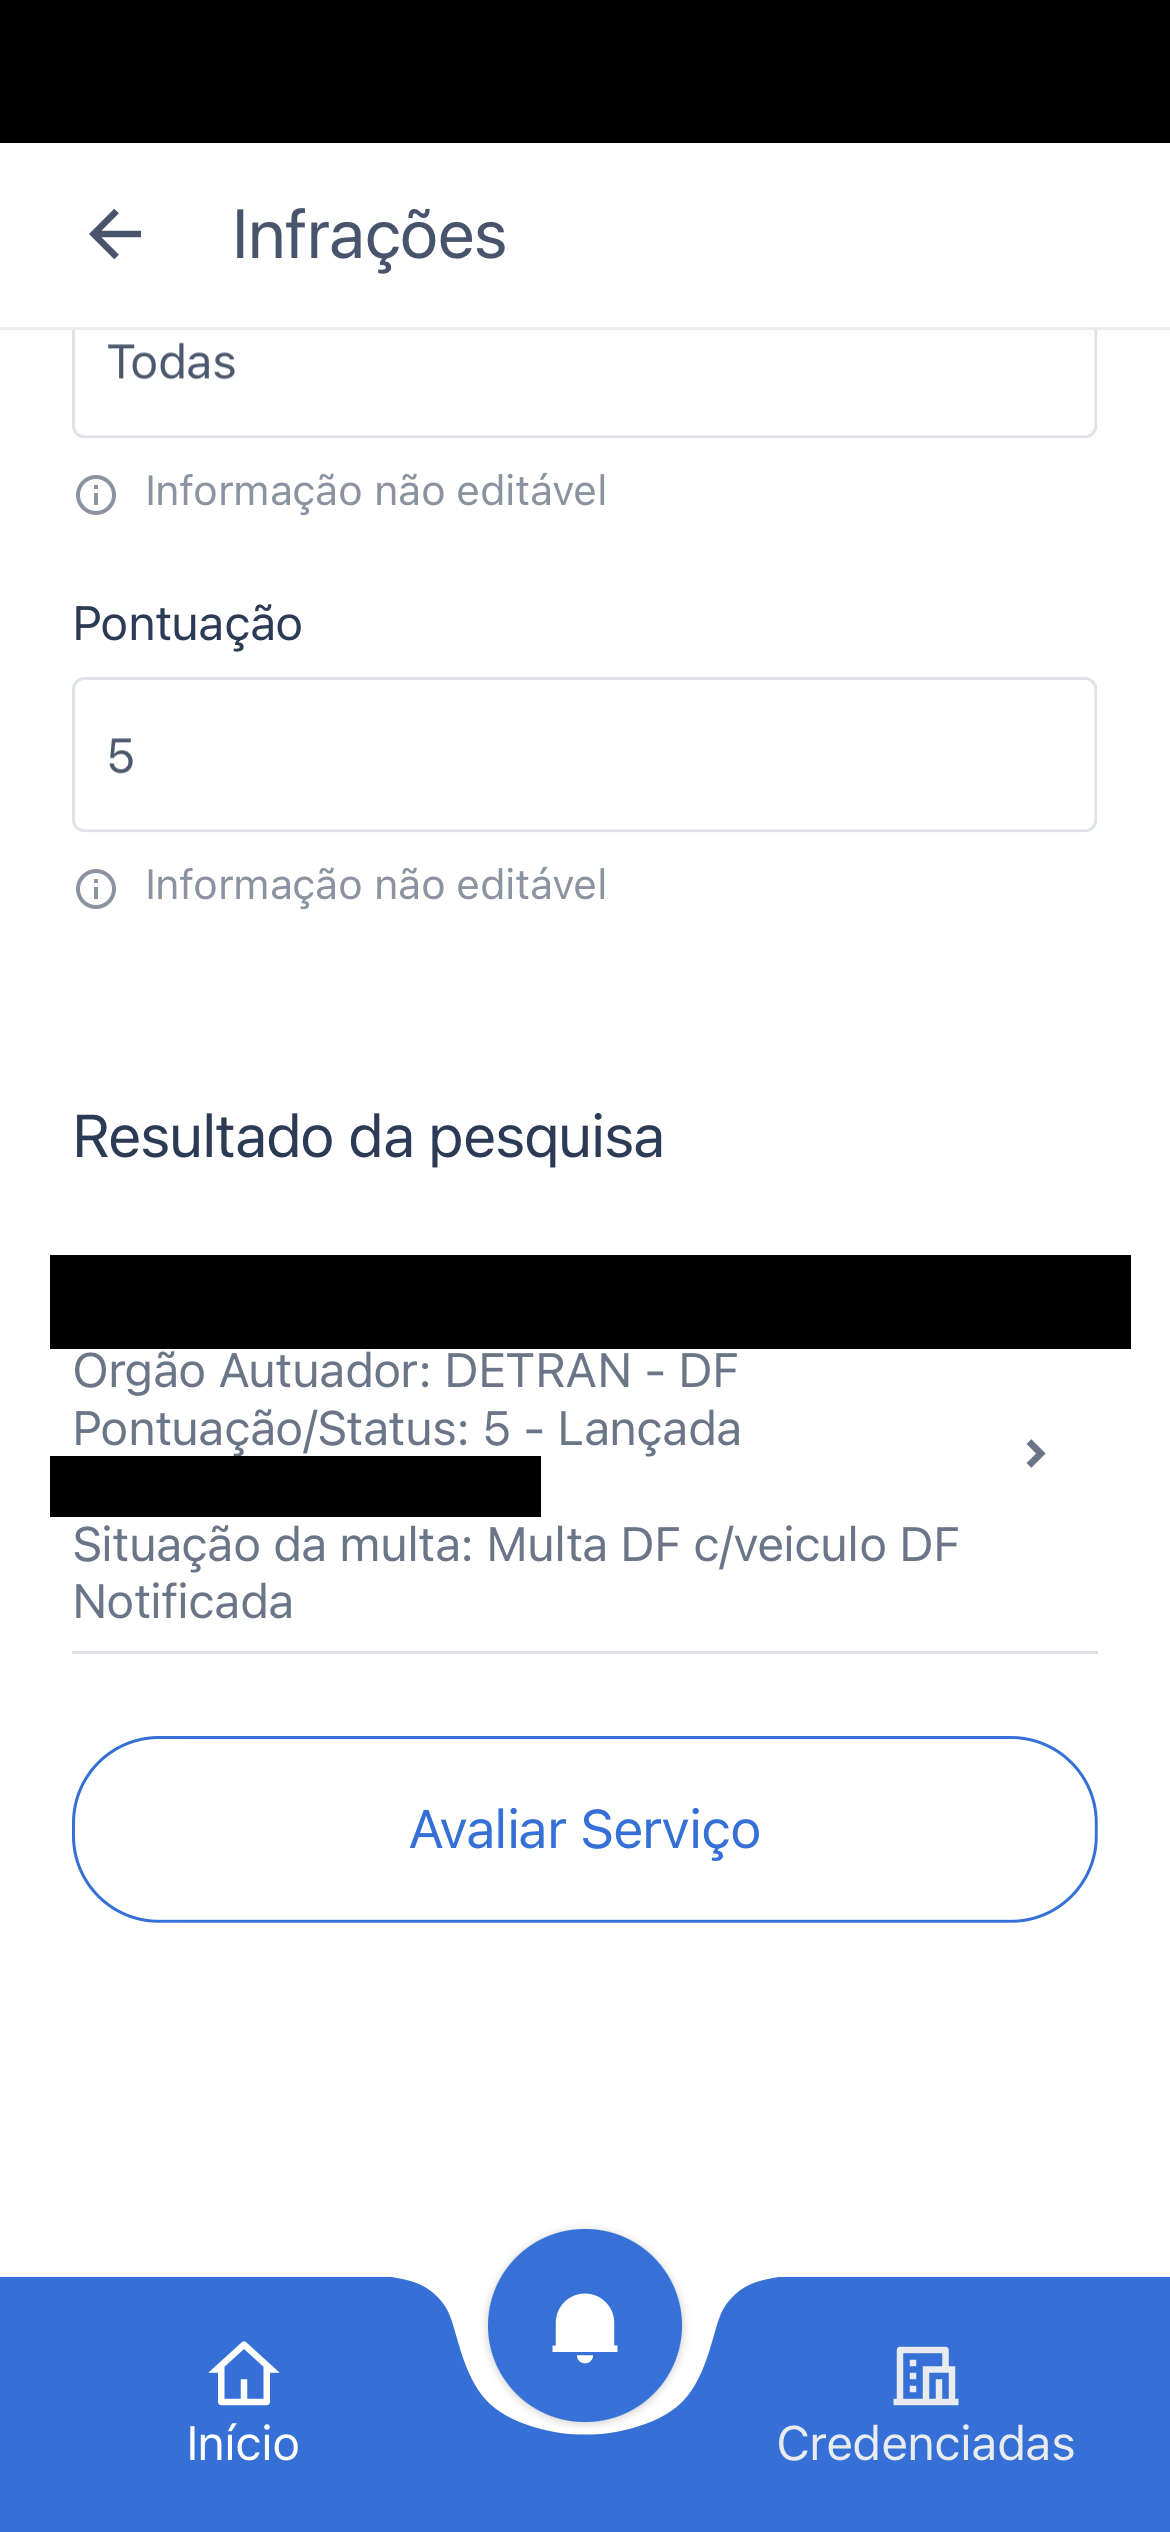 Infrações
Todas
Informação não editável
Pontuação
5
Informação não editável
Resultado da pesquisa
Orgão Autuador: DETRAN - DF
Pontuação/Status: 5 - Lançada
Situação da multa: Multa DF c/veiculo DF
Notificada
Avaliar Serviço
Início
Credenciadas